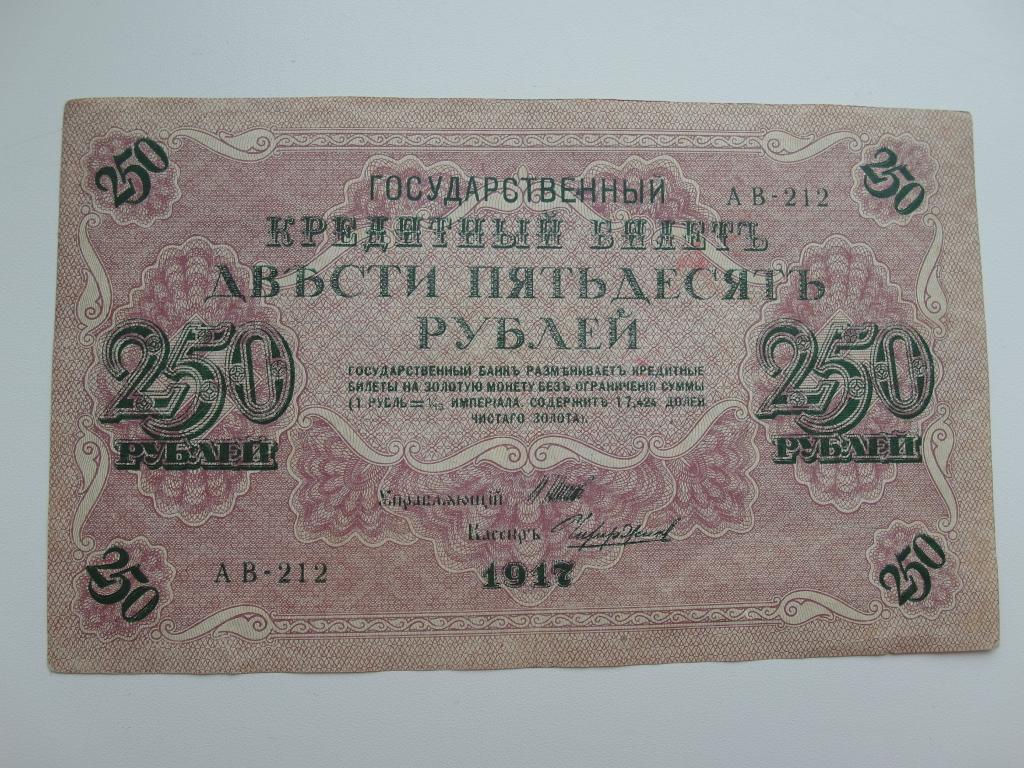 250
250
ГОСУДАРСТВЕННЫЙ
АВ-212
КРЕДИТНЫЙ БИЛЕТЪ
ДВѢСТИ ПЯТЬДЕСЯТЪ
РУБЛЕЙ
250
РУБЛЕЙ
250
РУБЛЕЙ
ГОСУДАРСТВЕННЫЙ БАНКЪ РАЗМѢНИВАЕТЪ КРЕДИТНЫЕ
БИЛЕТЫ НА ЗОЛОТУЮ МОНЕТУ БЕЗЪ ОГРАНИЧЕНІЯ СУММЫ
(1 РУБЛЬ = 1/15 ИМПЕРІАЛА, СОДЕРЖИТЪ 17,424 ДОЛЕЙ
ЧИСТАГО ЗОЛОТА).
Управляющій
Кассиръ
250
АВ-212
1917
250